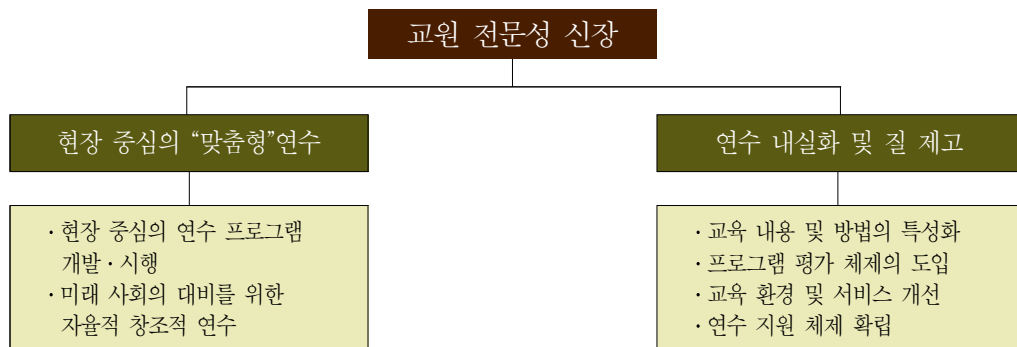 교원 전문성 신장
현장 중심의 “맞춤형”연수
연수 내실화 및 질 제고
· 현장 중심의 연수 프로그램
개발 · 시행
· 미래 사회의 대비를 위한
자율적 창조적 연수
· 교육 내용 및 방법의 특성화
· 프로그램 평가 체제의 도입
· 교육 환경 및 서비스 개선
· 연수 지원 체제 확립